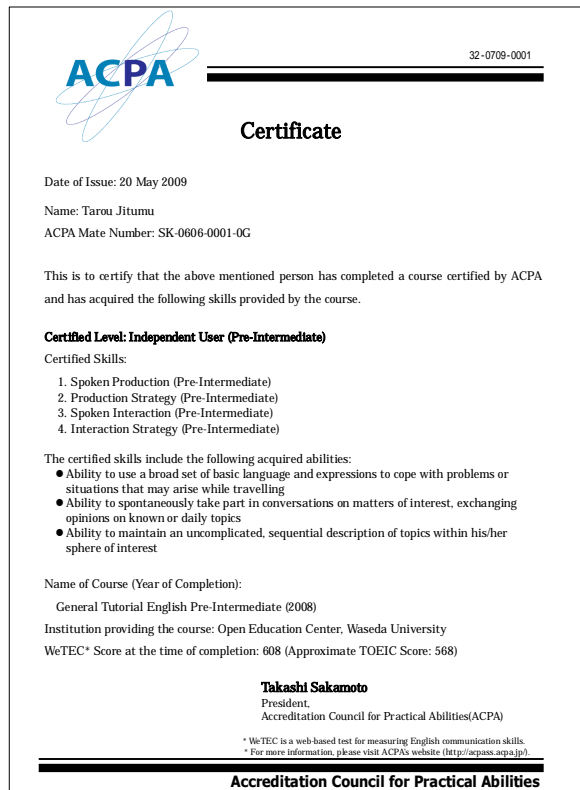 ACPA
32-0709-0001
Certificate
Date of Issue: 20 May 2009
Name: Tarou Jitumu
ACPA Mate Number: SK-0606-0001-0G
This is to certify that the above mentioned person has completed a course certified by ACPA
and has acquired the following skills provided by the course.
Certified Level: Independent User (Pre-Intermediate)
Certified Skills:
1. Spoken Production (Pre-Intermediate)
2. Production Strategy (Pre-Intermediate)
3. Spoken Interaction (Pre-Intermediate)
4. Interaction Strategy (Pre-Intermediate)
The certified skills include the following acquired abilities:
● Ability to use a broad set of basic language and expressions to cope with problems or
situations that may arise while travelling
● Ability to spontaneously take part in conversations on matters of interest, exchanging
opinions on known or daily topics
● Ability to maintain an uncomplicated, sequential description of topics within his/her
sphere of interest
Name of Course (Year of Completion):
General Tutorial English Pre-Intermediate (2008)
Institution providing the course: Open Education Center, Waseda University
WeTEC* Score at the time of completion: 608 (Approximate TOEIC Score: 568)
Takashi Sakamoto
President,
Accreditation Council for Practical Abilities(ACPA)
* WeTEC is a web-based test for measuring English communication skills.
* For more information, please visit ACPA's website (http://acpass.acpa.jp/).
Accreditation Council for Practical Abilities